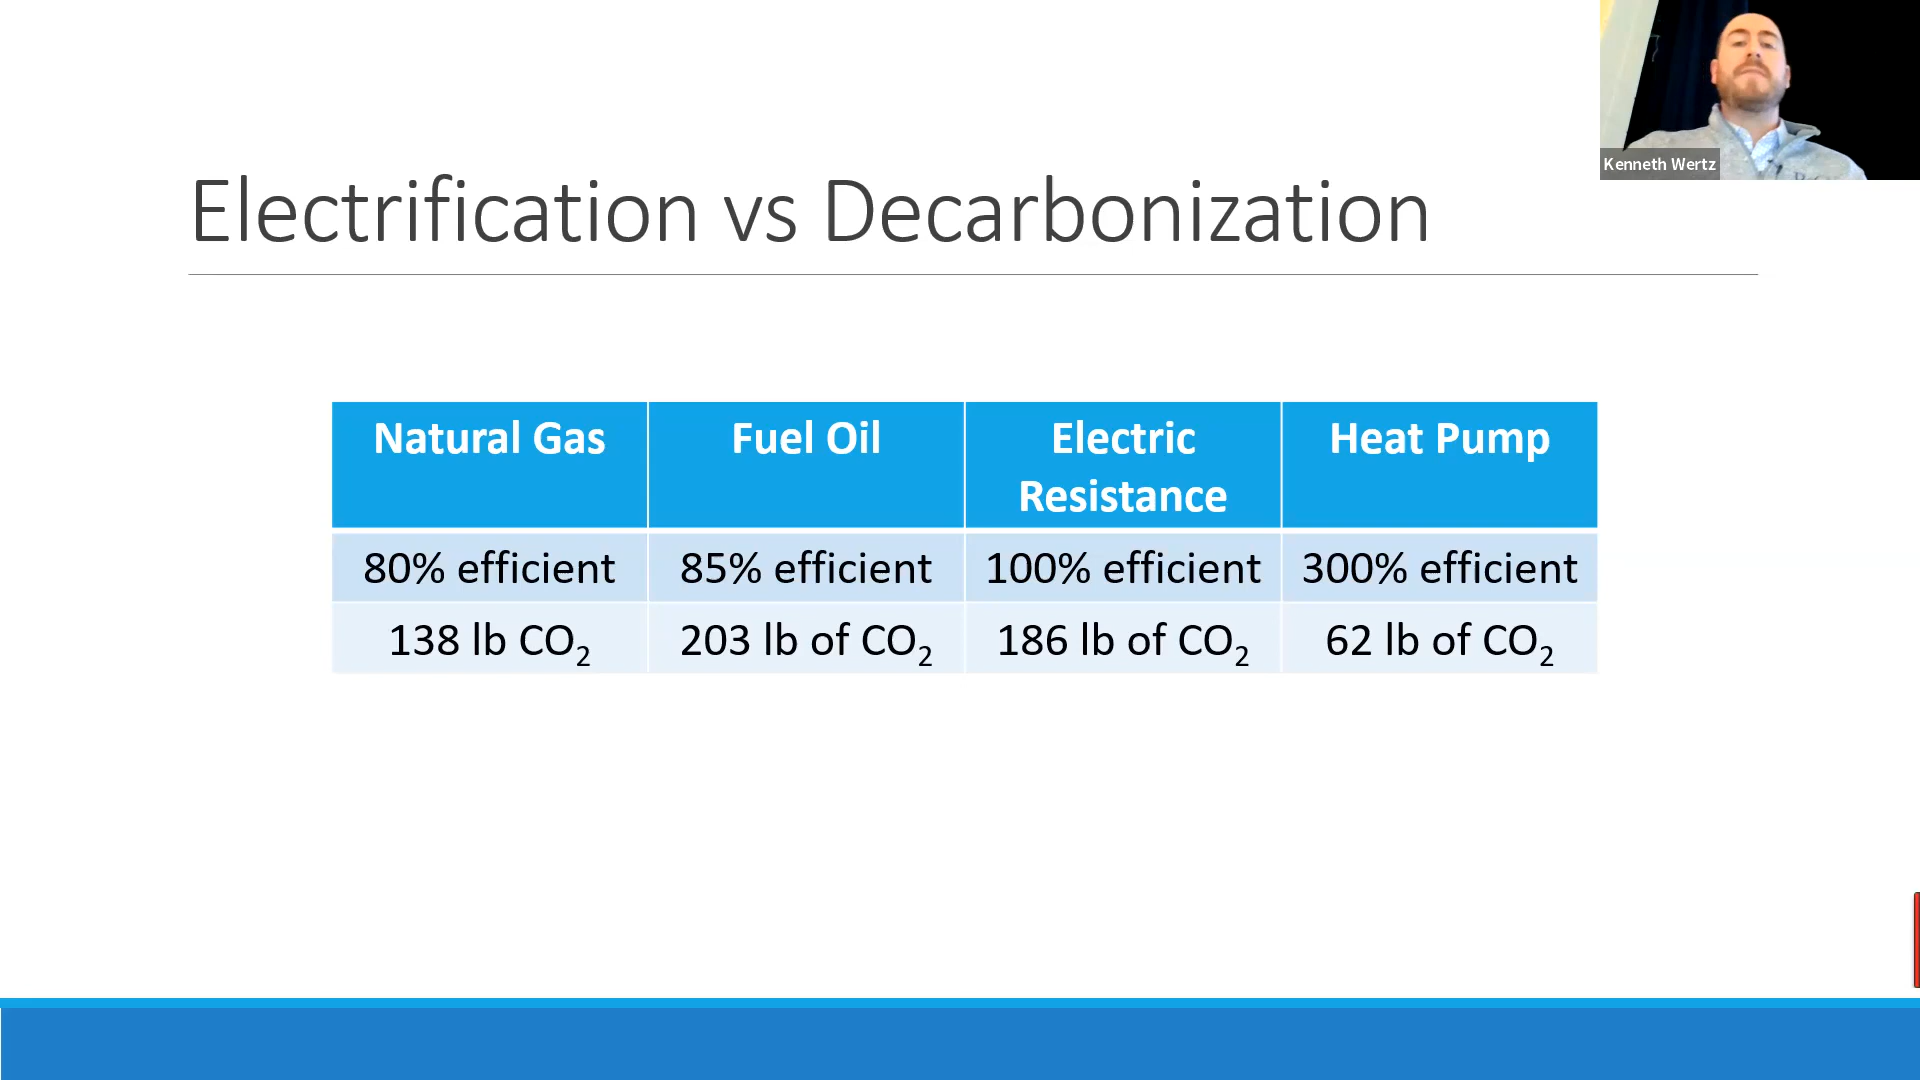 Kenneth Wertz
Electrification vs Decarbonization
Natural Gas
Fuel Oil
Electric
Resistance
Heat Pump
80% efficient
85% efficient
100% efficient
300% efficient
138 lb CO₂
203 lb of CO₂
186 lb of CO₂
62 lb of CO₂